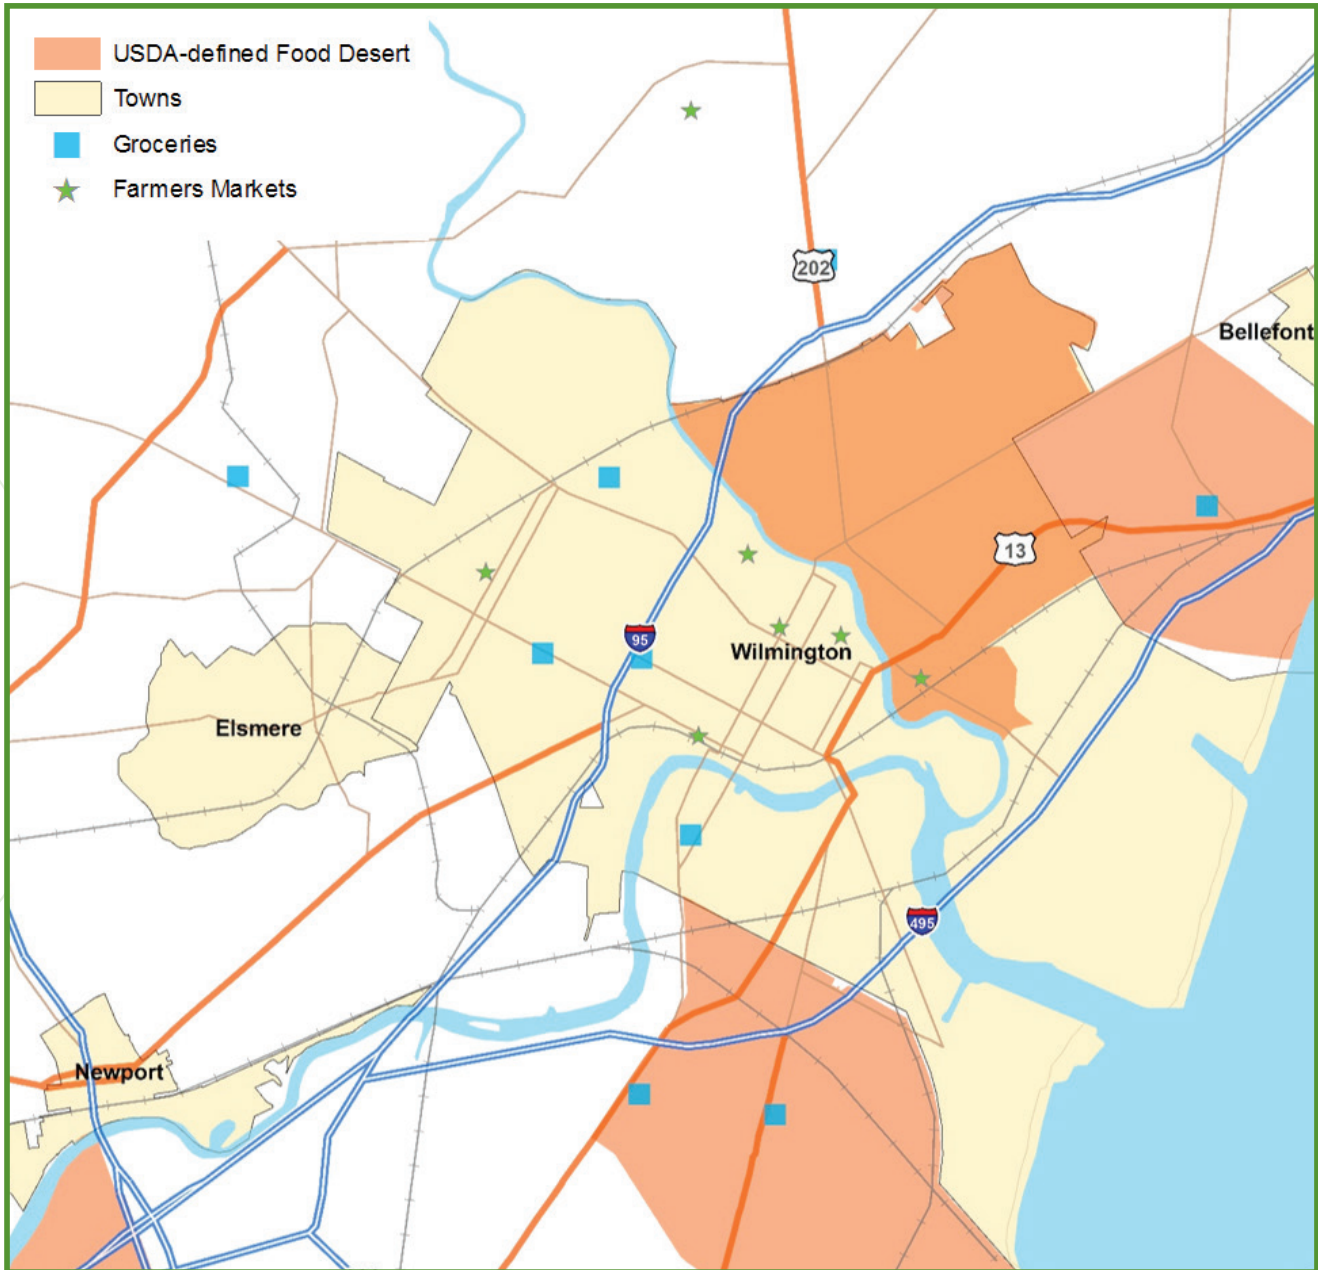 USDA-defined Food Desert
Towns
Groceries
Farmers Markets
202
Bellefont
13
95
Wilmington
Elsmere
495
Newport